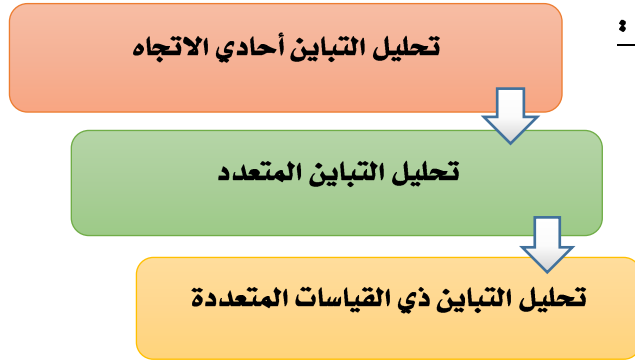 تحليل التباين أحادي الاتجاه
تحليل التباين المتعدد
تحليل التباين ذي القياسات المتعددة